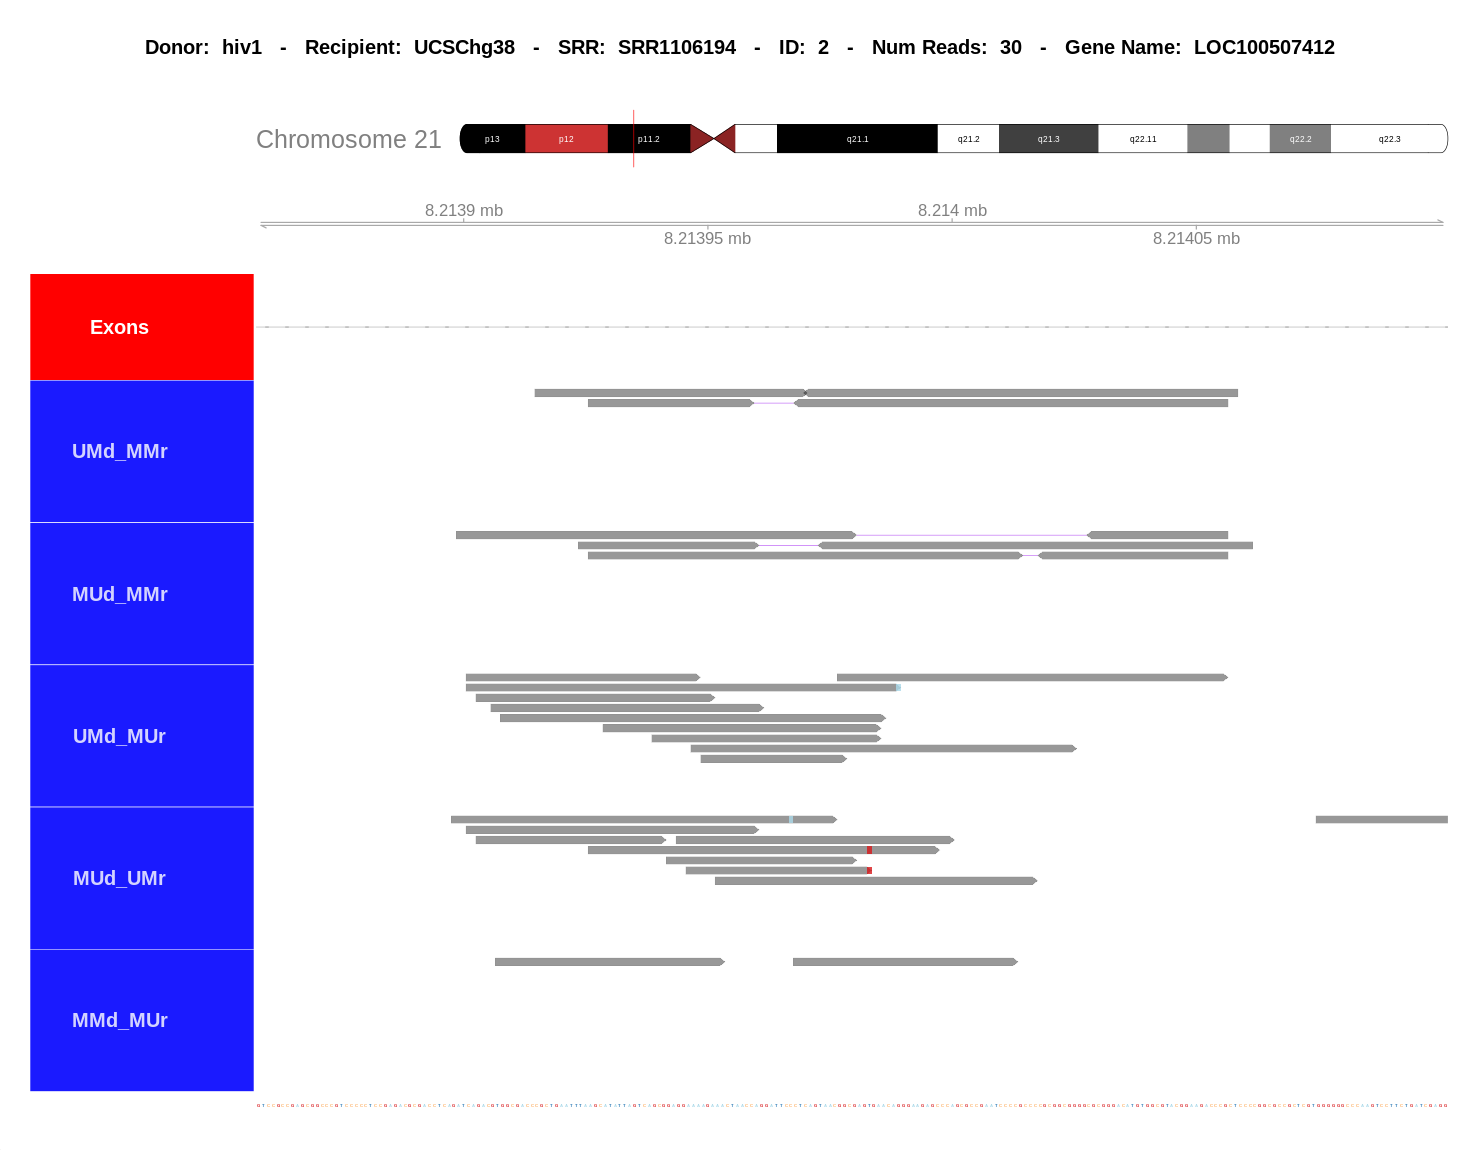 Donor: hiv1 - Recipient: UCSChg38 - SRR: SRR1106194 - ID: 2 - Num Reads: 30 - Gene Name: LOC100507412
Chromosome 21
p13 p12 p11.2 q21.1 q21.2 q21.3 q22.11 q22.2 q22.3
8.2139 mb 8.214 mb
8.21395 mb 8.21405 mb
Exons
UMd_MMr
MUd_MMr
UMd_MUr
MUd_UMr
MMd_MUr